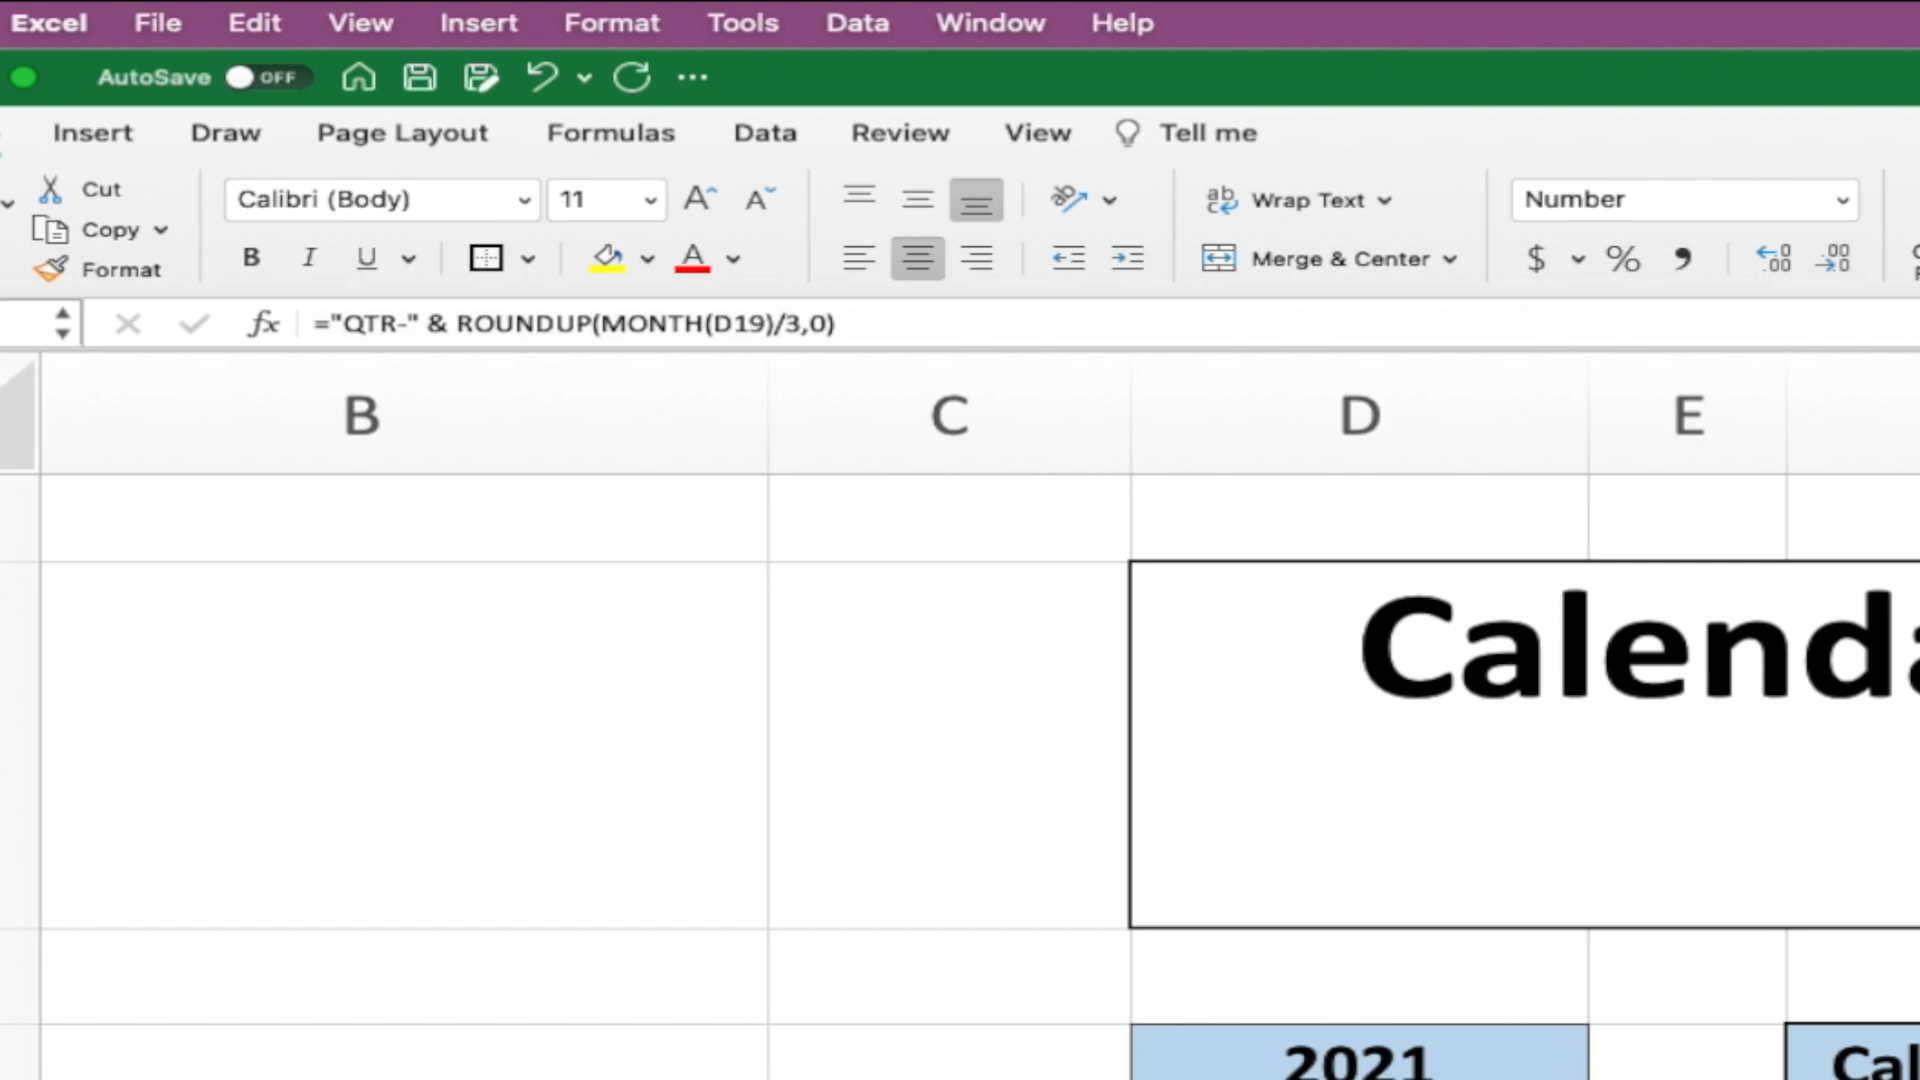 Excel File Edit View Insert Format Tools Data Window Help
AutoSave OFF
Insert Draw Page Layout Formulas Data Review View Tell me
Cut
Calibri (Body) 11 Wrap Text Number
Copy
B I U A Merge & Center $ %
Format
fx ="QTR-" & ROUNDUP(MONTH(D19)/3,0)
B C D E
2021